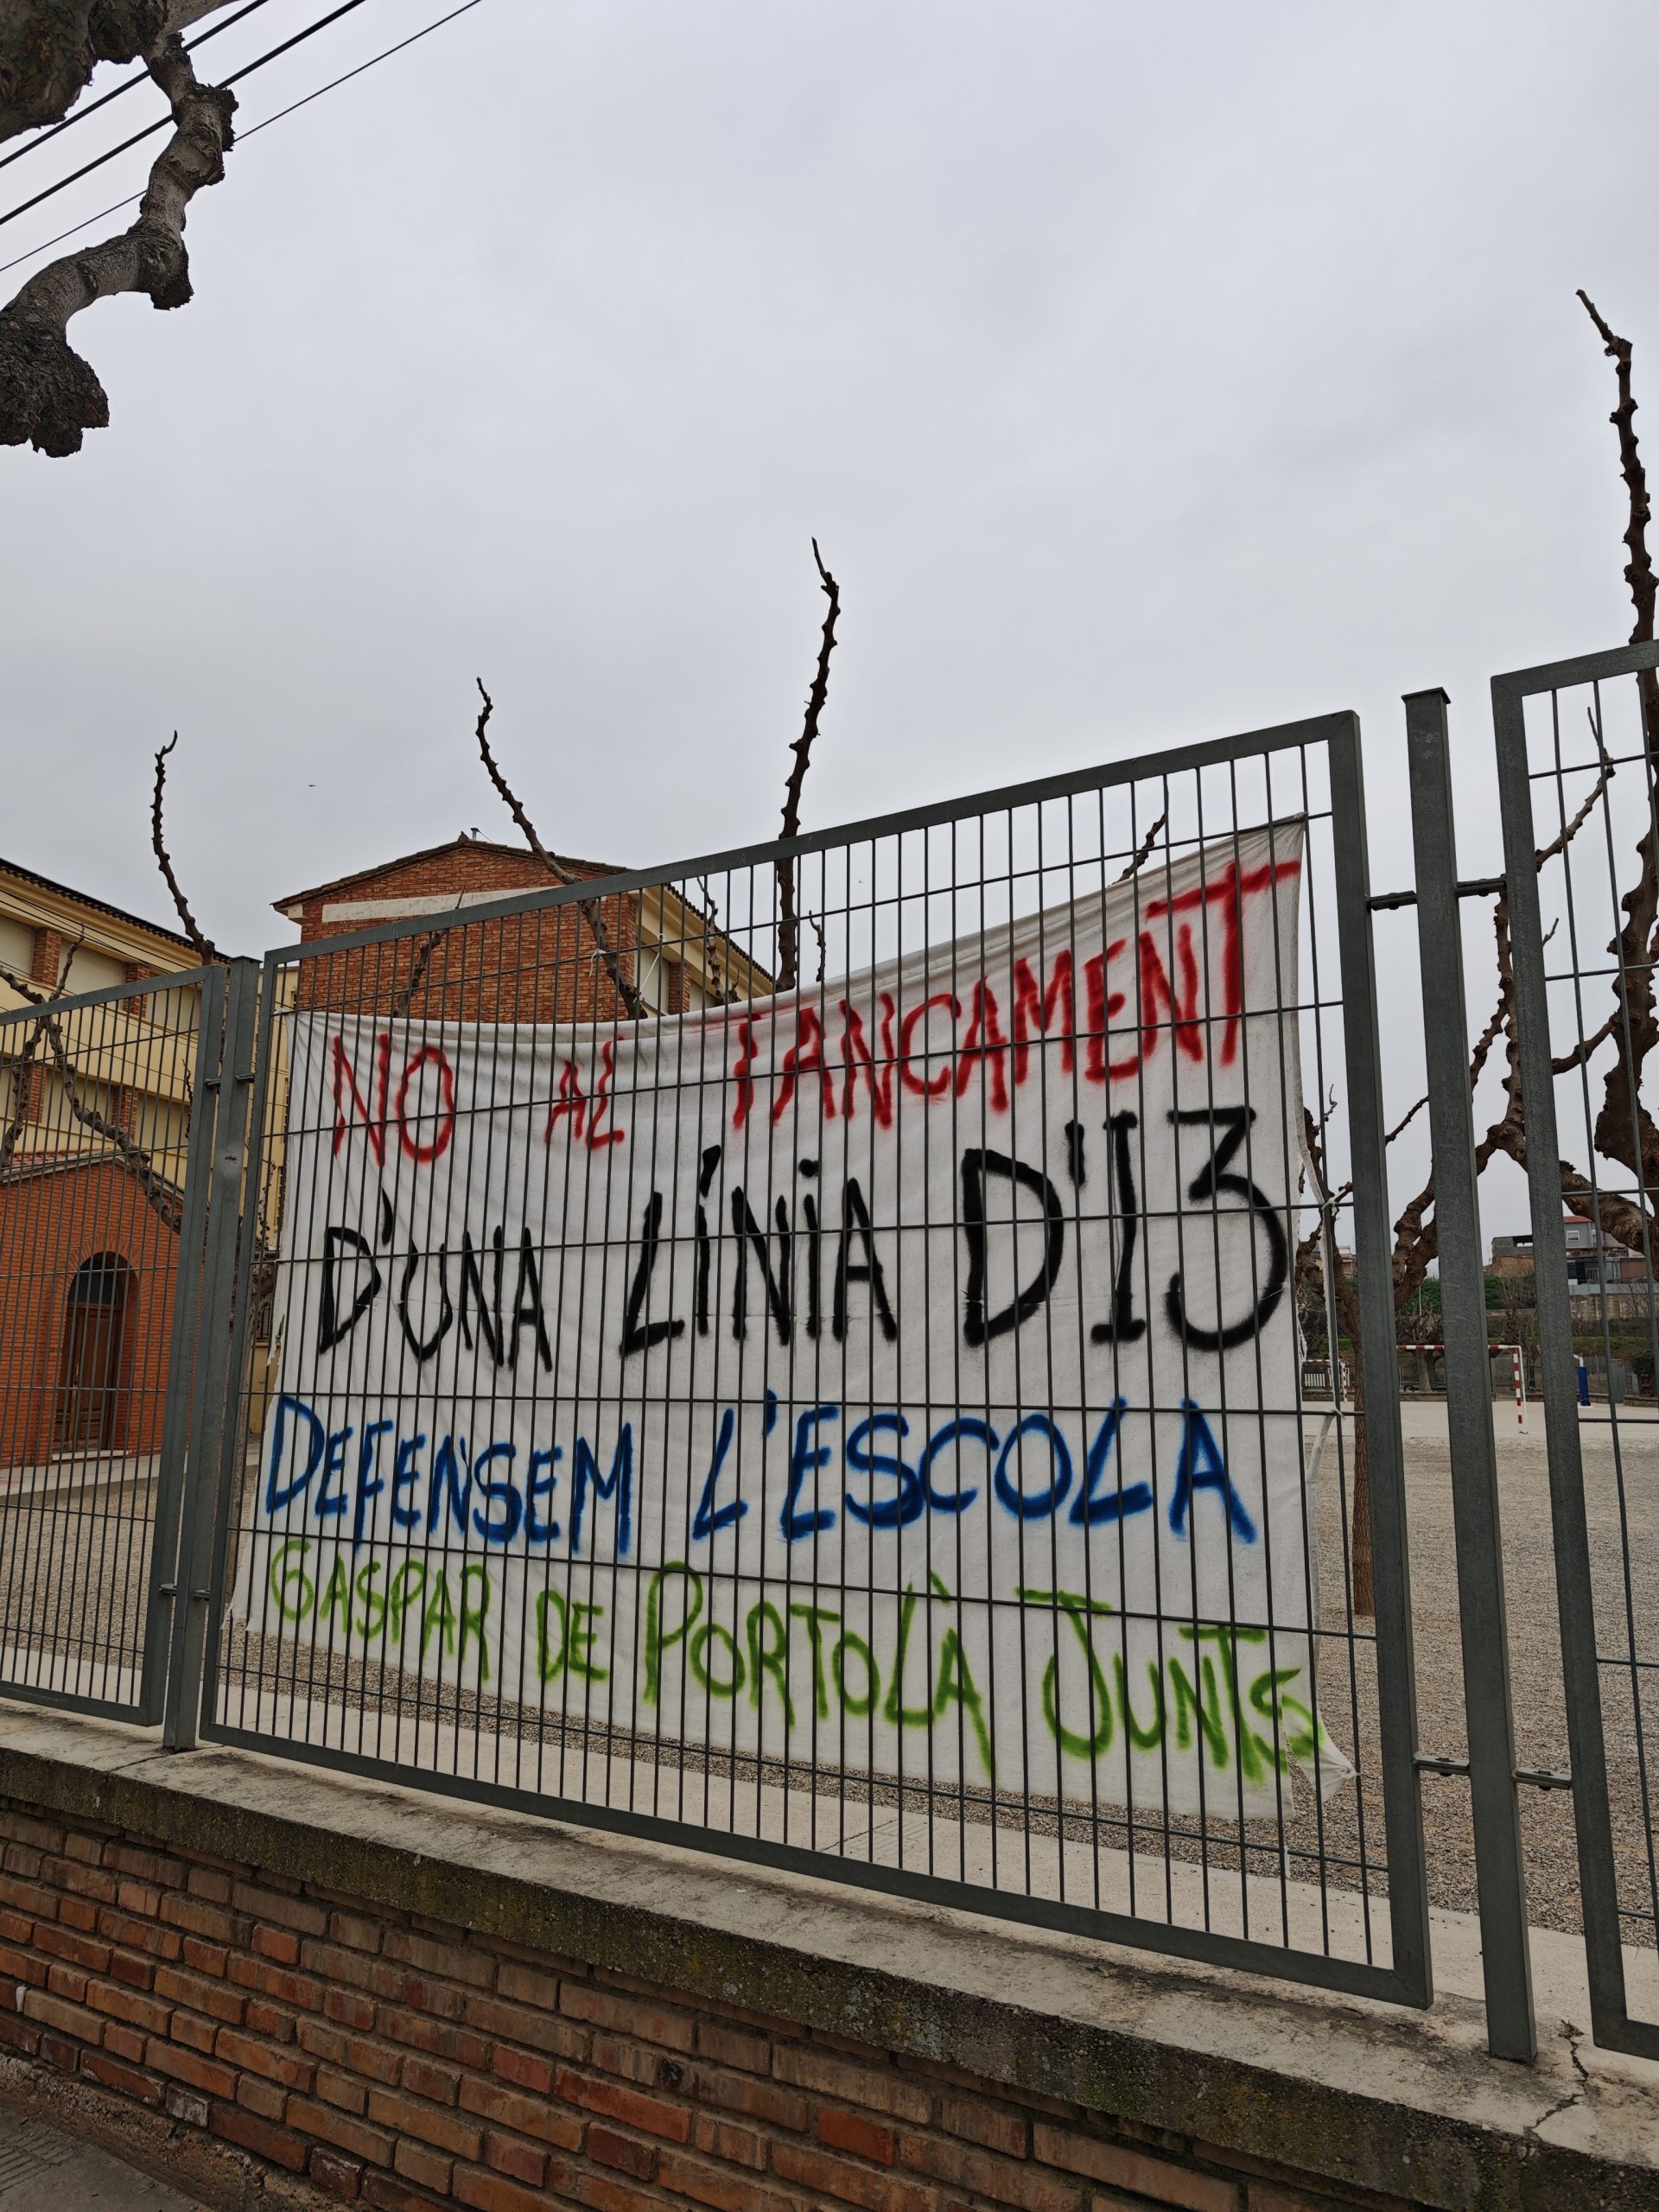 NO AL TANCAMENT
D'UNA LÍNIA D'I3
DEFENSEM L'ESCOLA
GASPAR DE PORTOLÀ JUNTS